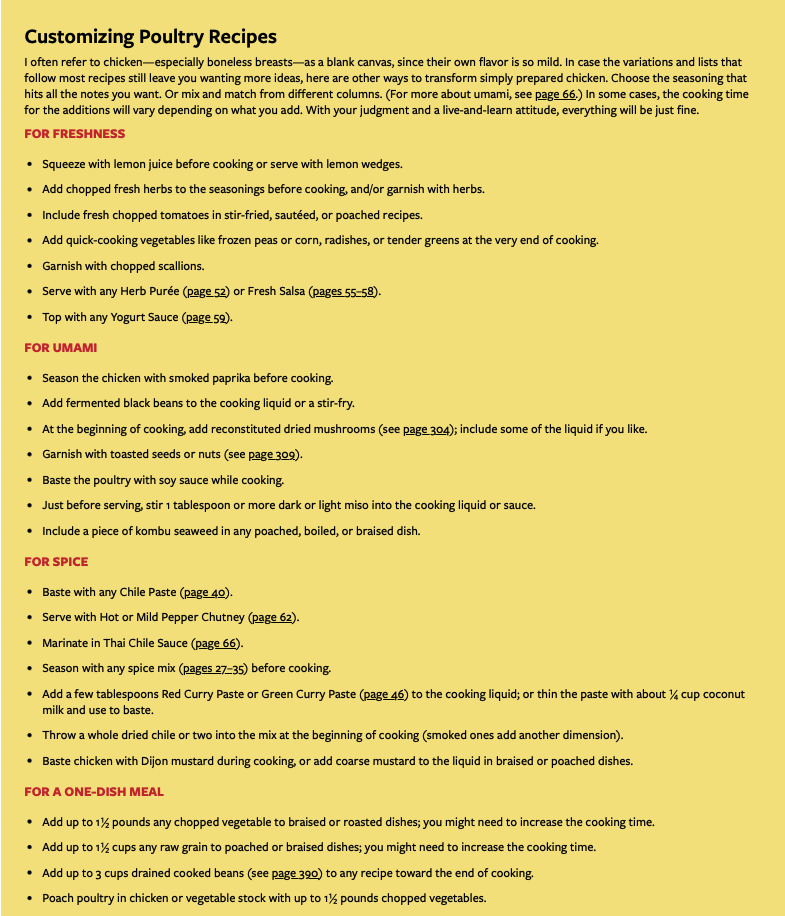 Customizing Poultry Recipes
I often refer to chicken—especially boneless breasts—as a blank canvas, since their own flavor is so mild. In case the variations and lists that
follow most recipes still leave you wanting more ideas, here are other ways to transform simply prepared chicken. Choose the seasoning that
hits all the notes you want. Or mix and match from different columns. (For more about umami, see page 66.) In some cases, the cooking time
for the additions will vary depending on what you add. With your judgment and a live-and-learn attitude, everything will be just fine.
FOR FRESHNESS
• Squeeze with lemon juice before cooking or serve with lemon wedges.
• Add chopped fresh herbs to the seasonings before cooking, and/or garnish with herbs.
• Include fresh chopped tomatoes in stir-fried, sautéed, or poached recipes.
• Add quick-cooking vegetables like frozen peas or corn, radishes, or tender greens at the very end of cooking.
• Garnish with chopped scallions.
• Serve with any Herb Purée (page 52) or Fresh Salsa (pages 55–58).
• Top with any Yogurt Sauce (page 59).
FOR UMAMI
• Season the chicken with smoked paprika before cooking.
• Add fermented black beans to the cooking liquid or a stir-fry.
• At the beginning of cooking, add reconstituted dried mushrooms (see page 304); include some of the liquid if you like.
• Garnish with toasted seeds or nuts (see page 309).
• Baste the poultry with soy sauce while cooking.
• Just before serving, stir 1 tablespoon or more dark or light miso into the cooking liquid or sauce.
• Include a piece of kombu seaweed in any poached, boiled, or braised dish.
FOR SPICE
• Baste with any Chile Paste (page 40).
• Serve with Hot or Mild Pepper Chutney (page 62).
• Marinate in Thai Chile Sauce (page 66).
• Season with any spice mix (pages 27–35) before cooking.
• Add a few tablespoons Red Curry Paste or Green Curry Paste (page 46) to the cooking liquid; or thin the paste with about ¼ cup coconut
milk and use to baste.
• Throw a whole dried chile or two into the mix at the beginning of cooking (smoked ones add another dimension).
• Baste chicken with Dijon mustard during cooking, or add coarse mustard to the liquid in braised or poached dishes.
FOR A ONE-DISH MEAL
• Add up to 1½ pounds any chopped vegetable to braised or roasted dishes; you might need to increase the cooking time.
• Add up to 1½ cups any raw grain to poached or braised dishes; you might need to increase the cooking time.
• Add up to 3 cups drained cooked beans (see page 390) to any recipe toward the end of cooking.
• Poach poultry in chicken or vegetable stock with up to 1½ pounds chopped vegetables.